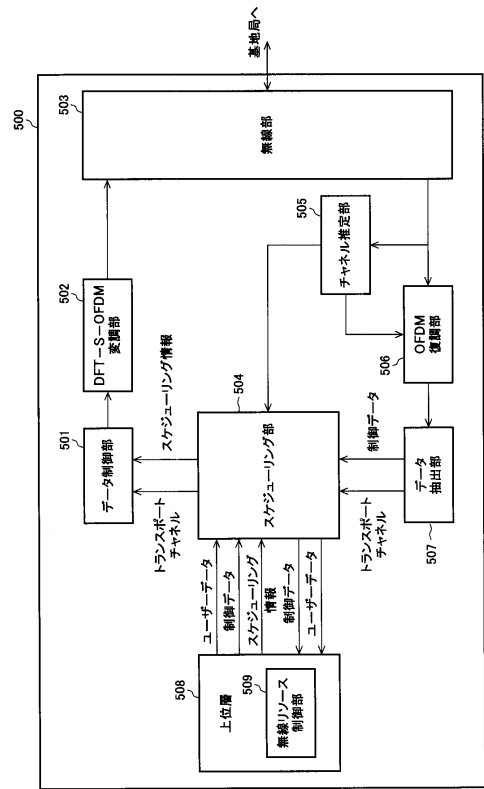 500
503
無線部
基地局へ
502
DFT-S-OFDM
変調部
505
チャネル推定部
OFDM
復調部
506
501
データ制御部
スケジューリング情報
トランスポート
チャネル
504
スケジューリング部
制御データ
トランスポート
チャネル
データ
抽出部
507
ユーザーデータ
制御データ
スケジューリング
情報
制御データ
ユーザーデータ
508
上位層
509
無線リソース
制御部